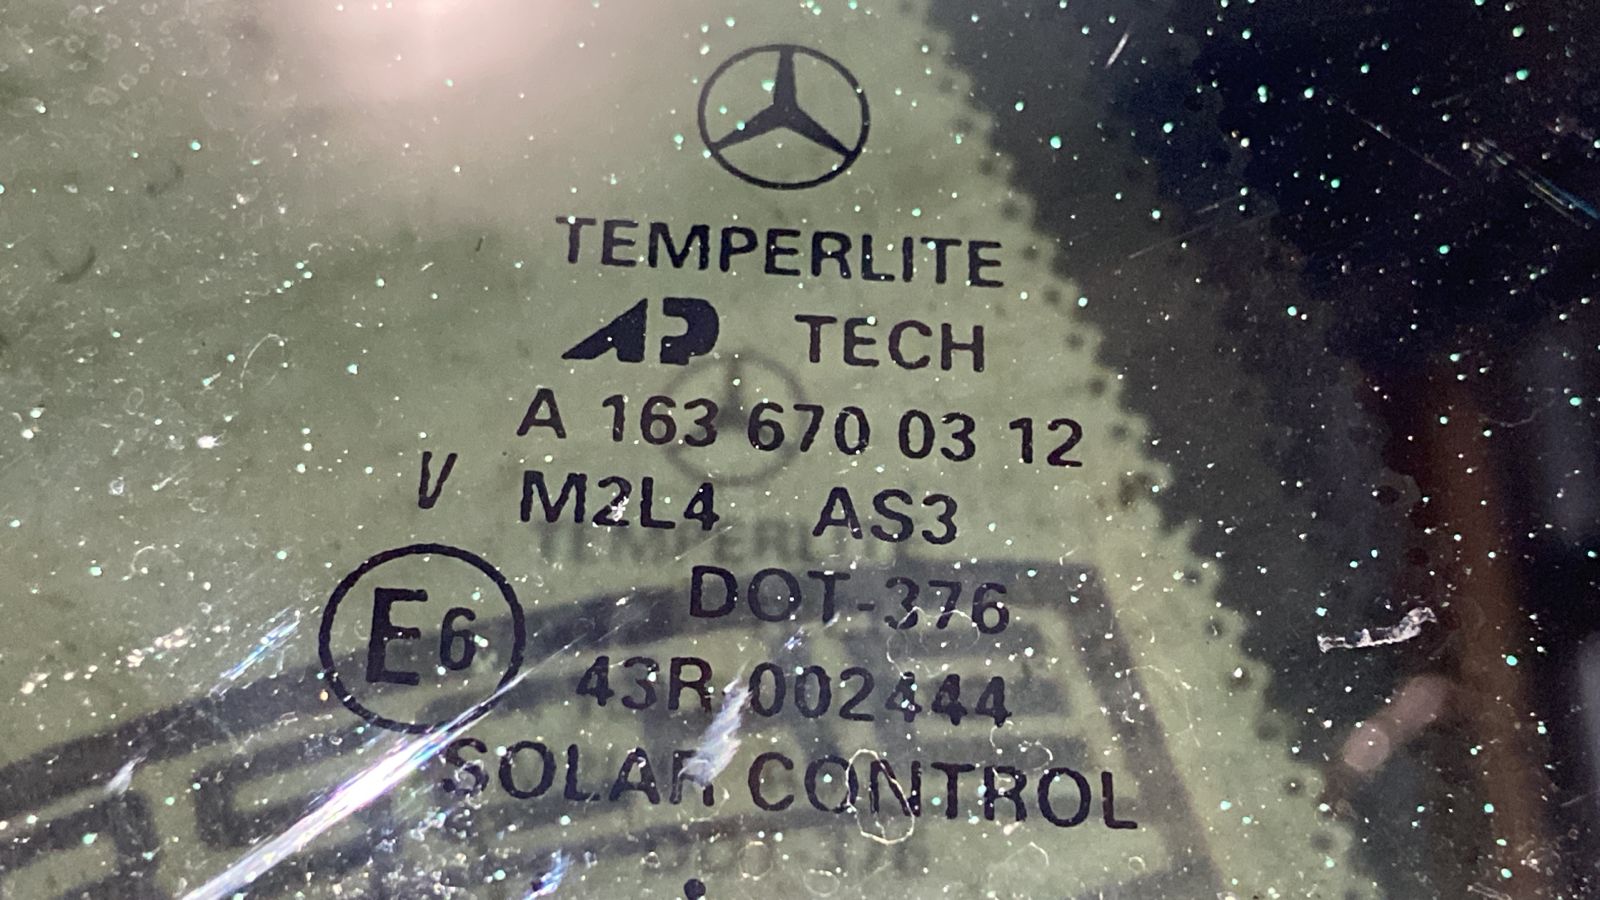 TEMPERLITE
AP TECH
A 163 670 03 12
V M2L4 AS3
DOT-376
E6
43R-002444
SOLAR CONTROL